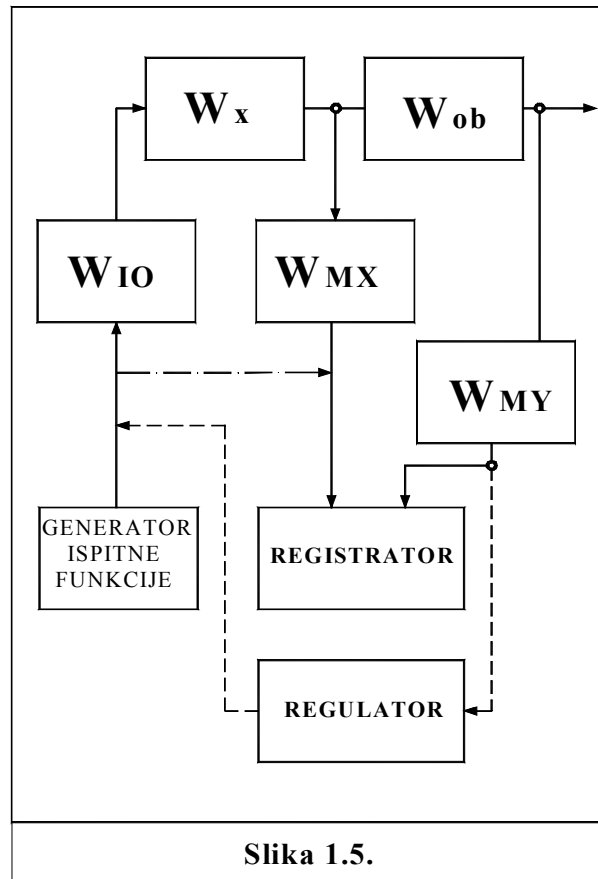 Wx
Wob
WIO
WMX
WMY
GENERATOR
ISPITNE
FUNKCIJE
REGISTRATOR
REGULATOR
Slika 1.5.